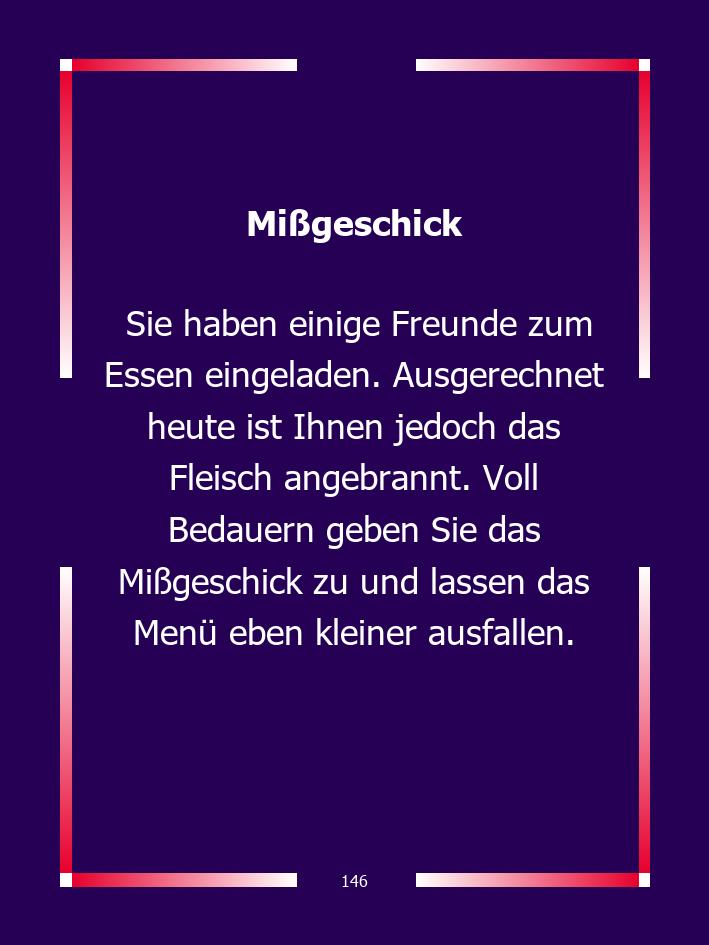 Mißgeschick
Sie haben einige Freunde zum
Essen eingeladen. Ausgerechnet
heute ist Ihnen jedoch das
Fleisch angebrannt. Voll
Bedauern geben Sie das
Mißgeschick zu und lassen das
Menü eben kleiner ausfallen.
146